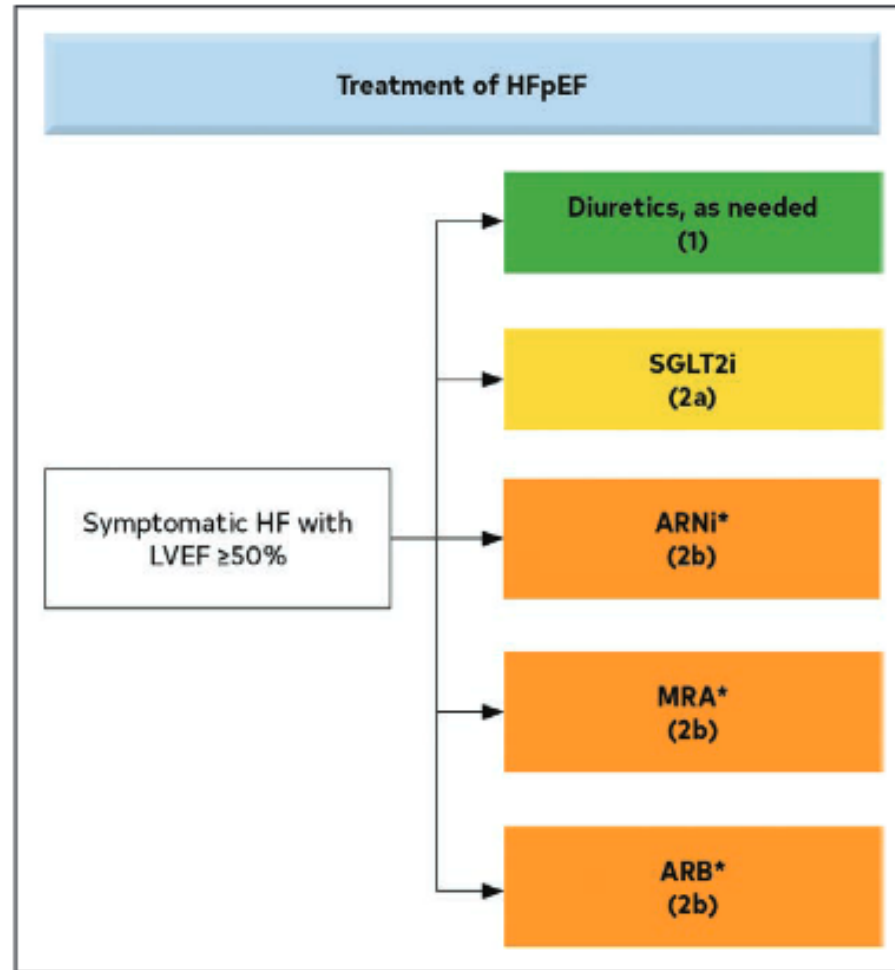 Treatment of HFpEF
Diuretics, as needed
(1)
SGLT2i
(2a)
Symptomatic HF with
LVEF ≥50%
ARNi*
(2b)
MRA*
(2b)
ARB*
(2b)